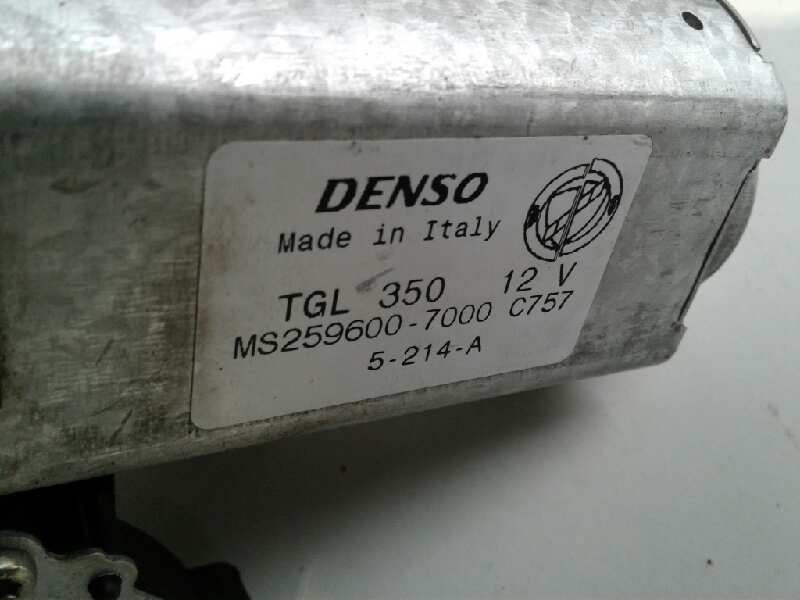 DENSO
Made in Italy
TGL 350 12 V
MS259600-7000 C757
5-214-A